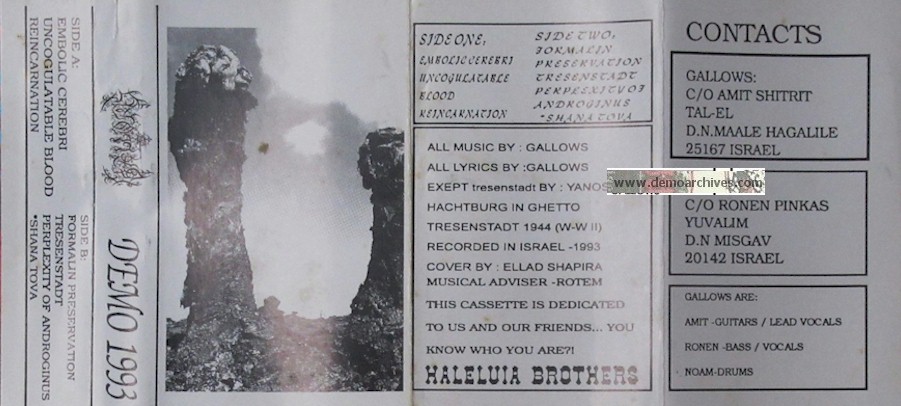 SIDE A:
EMBOLIC CEREBRI
UNCOGULATABLE BLOOD
REINCARNATION
SIDE B:
FORMALIN PRESERVATION
TRESENSTADT
PERPLEXITY OF ANDROGINUS
*SHANA TOVA
DEMO 1993
SIDE ONE:
EMBOLIC CEREBRI
UNCOGULATABLE
BLOOD
REINCARNATION
SIDE TWO:
FORMALIN
PRESERVATION
TRESENSTADT
PERPLEXITY OF
ANDROGINUS
*SHANA TOVA
ALL MUSIC BY : GALLOWS
ALL LYRICS BY :GALLOWS
EXEPT tresenstadt BY : YANOS
HACHTBURG IN GHETTO
TRESENSTADT 1944 (W-W II)
RECORDED IN ISRAEL -1993
COVER BY : ELLAD SHAPIRA
MUSICAL ADVISER -ROTEM
THIS CASSETTE IS DEDICATED
TO US AND OUR FRIENDS... YOU
KNOW WHO YOU ARE?!
HALELUIA BROTHERS
www.demoarchives.com
CONTACTS
GALLOWS:
C/O AMIT SHITRIT
TAL-EL
D.N.MAALE HAGALILE
25167 ISRAEL
C/O RONEN PINKAS
YUVALIM
D.N MISGAV
20142 ISRAEL
GALLOWS ARE:
AMIT -GUITARS / LEAD VOCALS
RONEN -BASS / VOCALS
NOAM-DRUMS